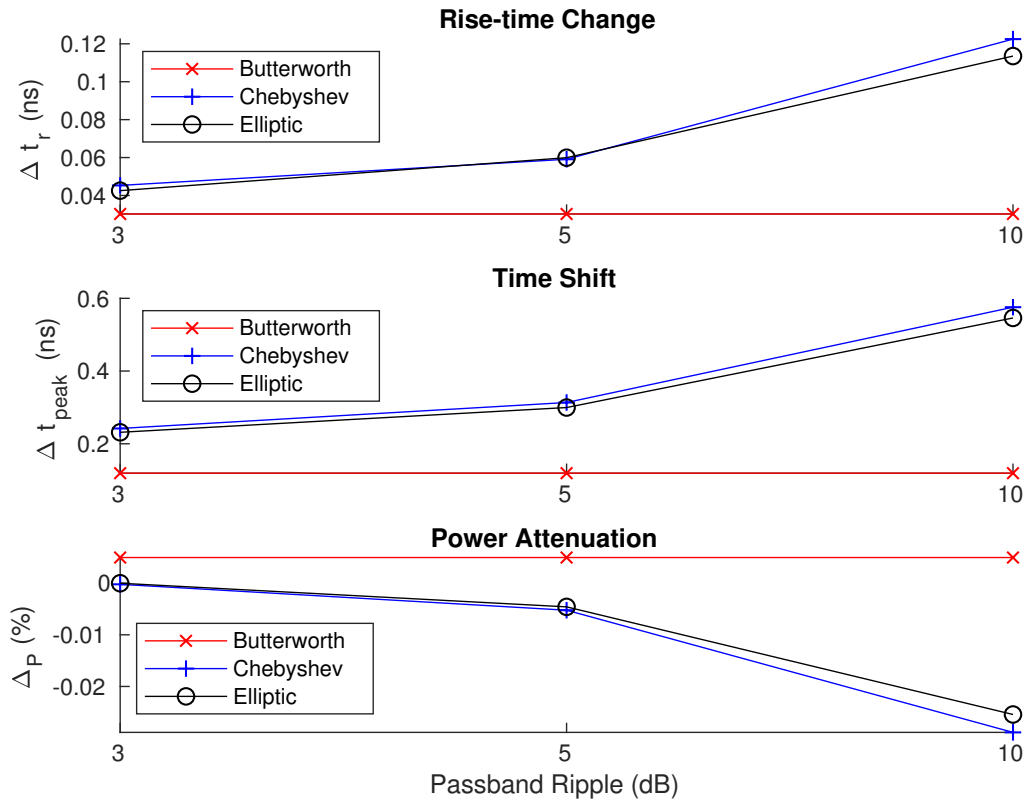 Rise-time Change
0.12
0.1
0.08
0.06
0.04
Δ t_r (ns)
Butterworth
Chebyshev
Elliptic
3 5 10
Time Shift
0.6
0.4
0.2
Δ t_peak (ns)
Butterworth
Chebyshev
Elliptic
3 5 10
Power Attenuation
0
-0.01
-0.02
Δ_P (%)
Butterworth
Chebyshev
Elliptic
3 5 10
Passband Ripple (dB)